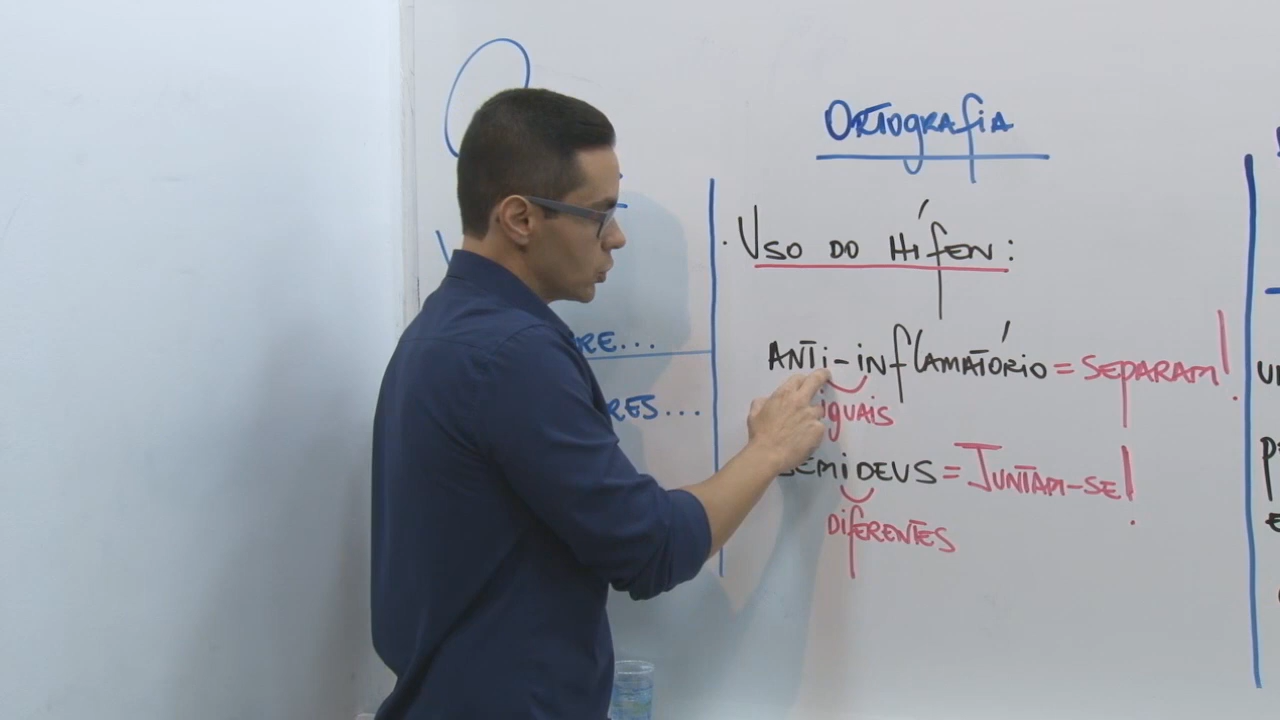 Ortografia
Uso do Hífen:
Anti-inflamatório = separam!
iguais
Semideus = Juntam-se!
diferentes
RE...
RES...